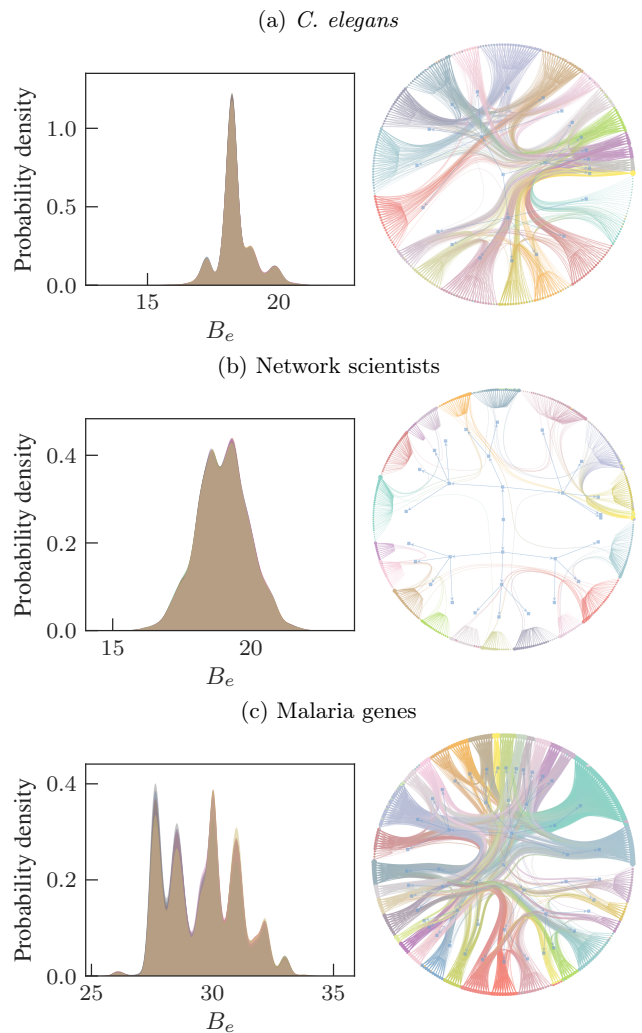 (a) C. elegans
Probability density
1.0
0.5
0.0
15
20
B_e
(b) Network scientists
Probability density
0.4
0.2
0.0
15
20
B_e
(c) Malaria genes
Probability density
0.4
0.2
0.0
25
30
35
B_e